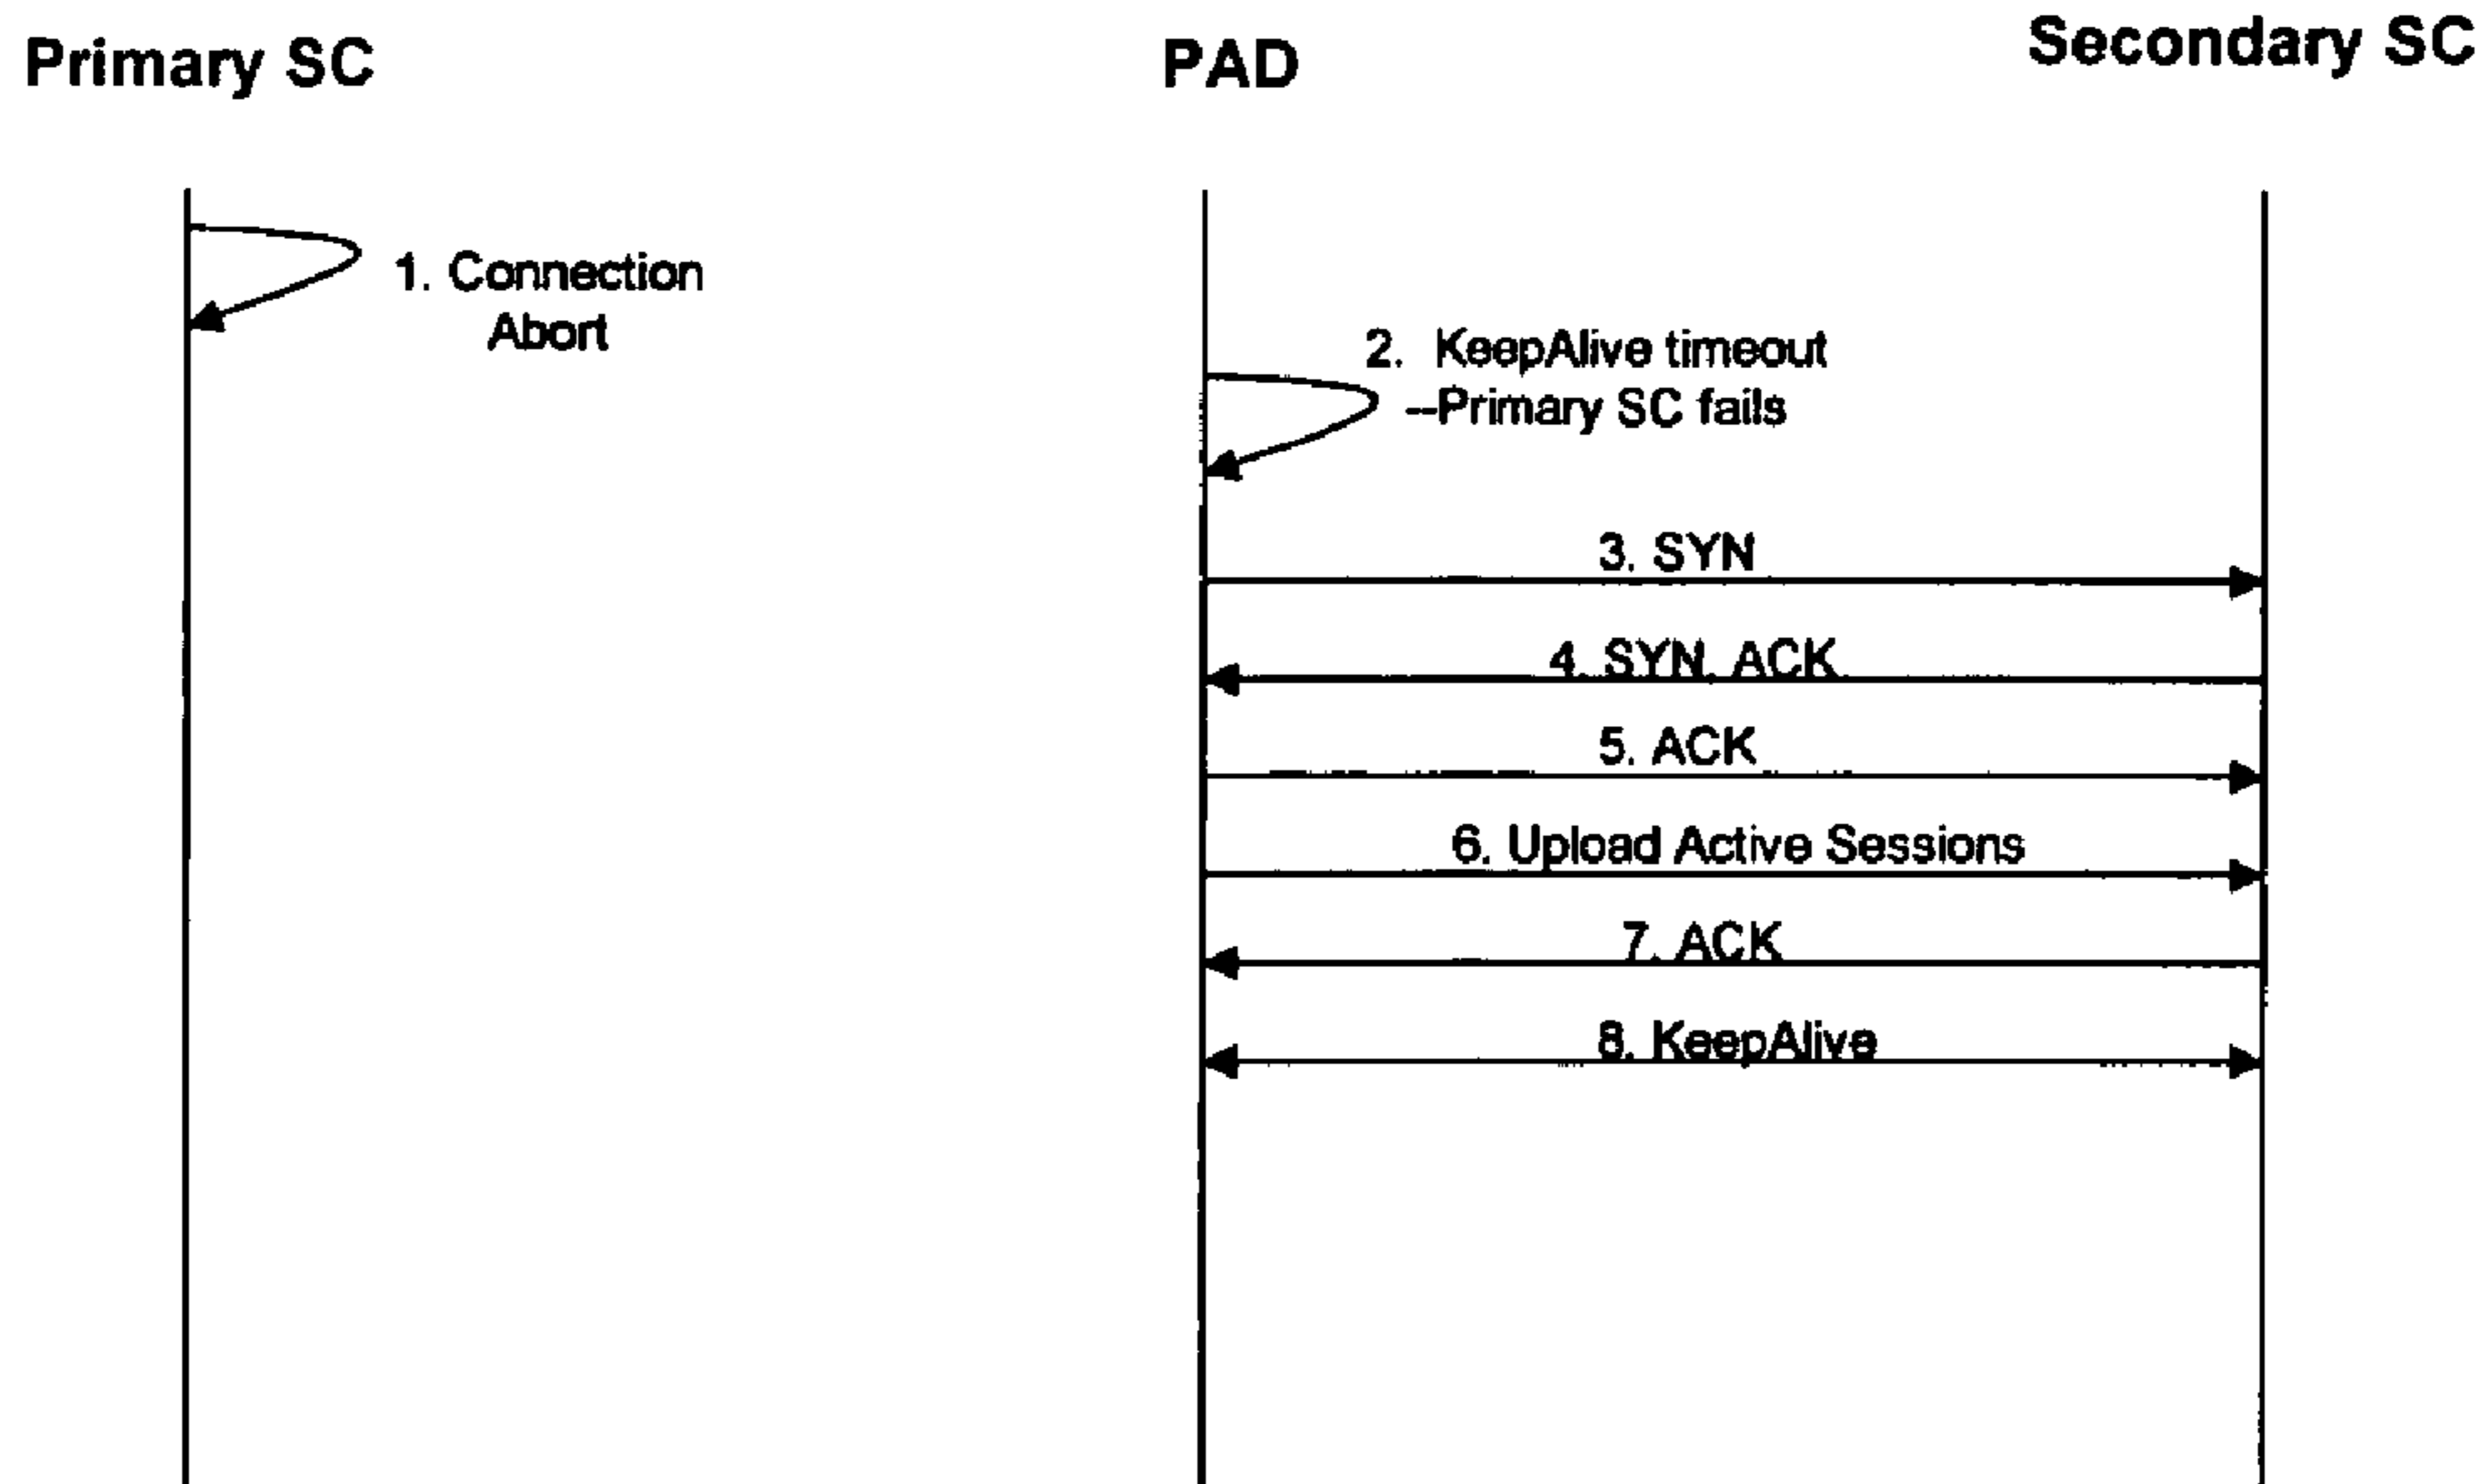 Primary SC
PAD
Secondary SC
1. Connection
Abort
2. KeepAlive timeout
--Primary SC fails
3. SYN
4. SYN, ACK
5. ACK
6. Upload Active Sessions
7. ACK
8. KeepAlive